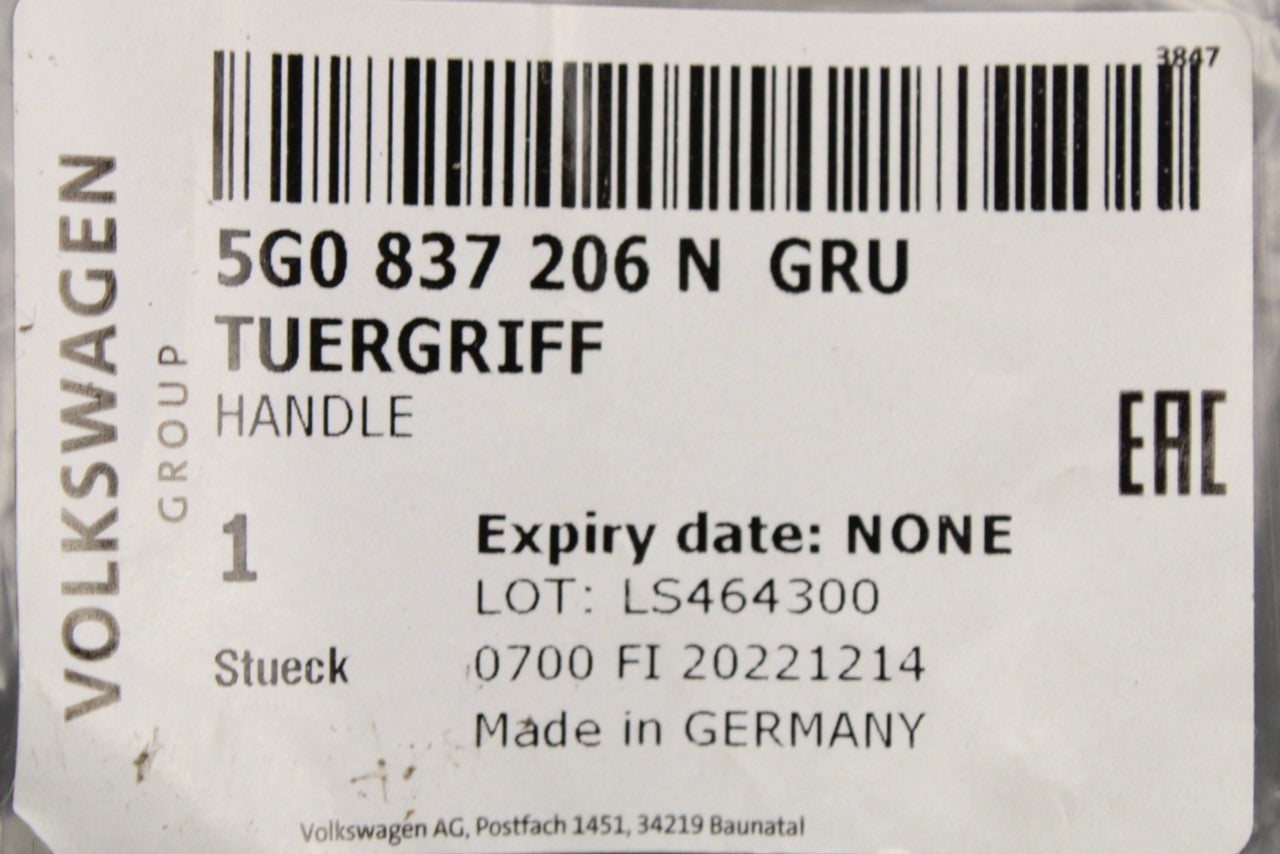 3847
VOLKSWAGEN
GROUP
5G0 837 206 N GRU
TUERGRIFF
HANDLE
EAC
1
Expiry date: NONE
LOT: LS464300
Stueck
0700 FI 20221214
Made in GERMANY
Volkswagen AG, Postfach 1451, 34219 Baunatal